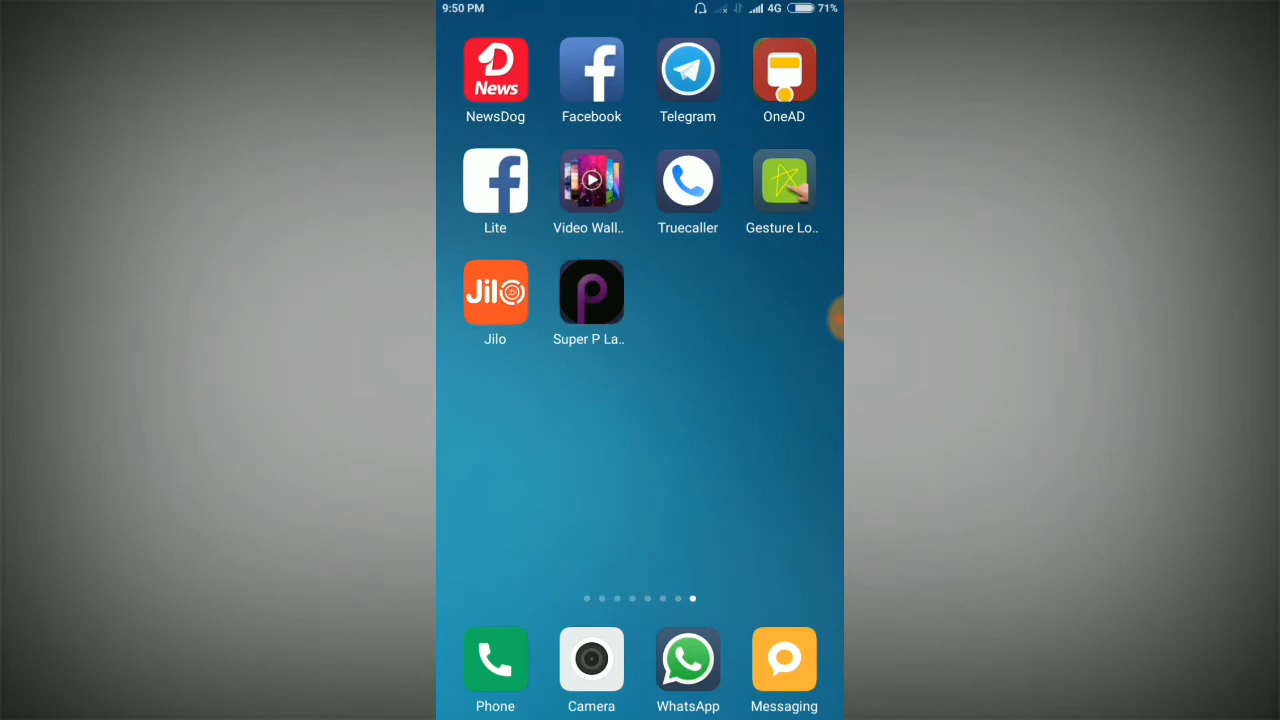 9:50 PM 4G 71%
News
NewsDog Facebook Telegram OneAD
Lite Video Wall.. Truecaller Gesture Lo..
Jilo
Jilo Super P La..
Phone Camera WhatsApp Messaging